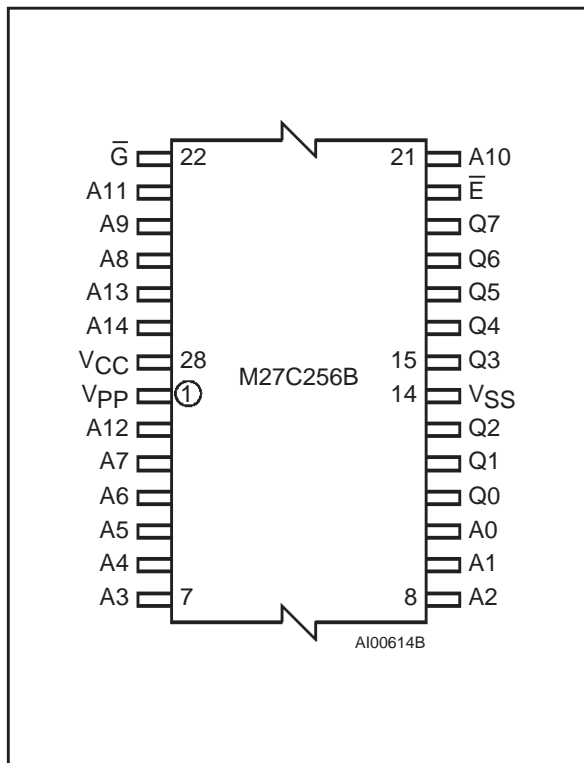 G̅ 22 21 A10
A11 E̅
A9 Q7
A8 Q6
A13 Q5
A14 Q4
VCC 28 15 Q3
M27C256B
VPP 1 14 VSS
A12 Q2
A7 Q1
A6 Q0
A5 A0
A4 A1
A3 7 8 A2
AI00614B